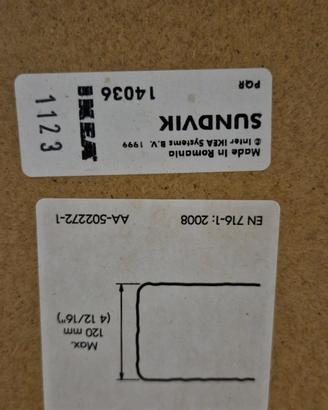 Made in Romania
© Inter IKEA Systems B.V. 1999
SUNDVIK
14036
PQR
IKEA
1123
EN 716-1: 2008
AA-502272-1
Max.
120 mm
(4 12/16")